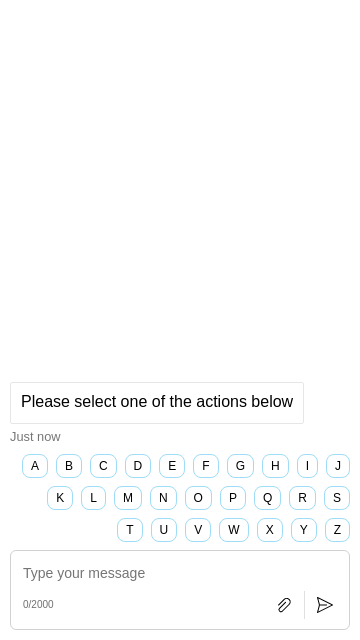 Please select one of the actions below
Just now
A B C D E F G H I J
K L M N O P Q R S
T U V W X Y Z
Type your message
0/2000